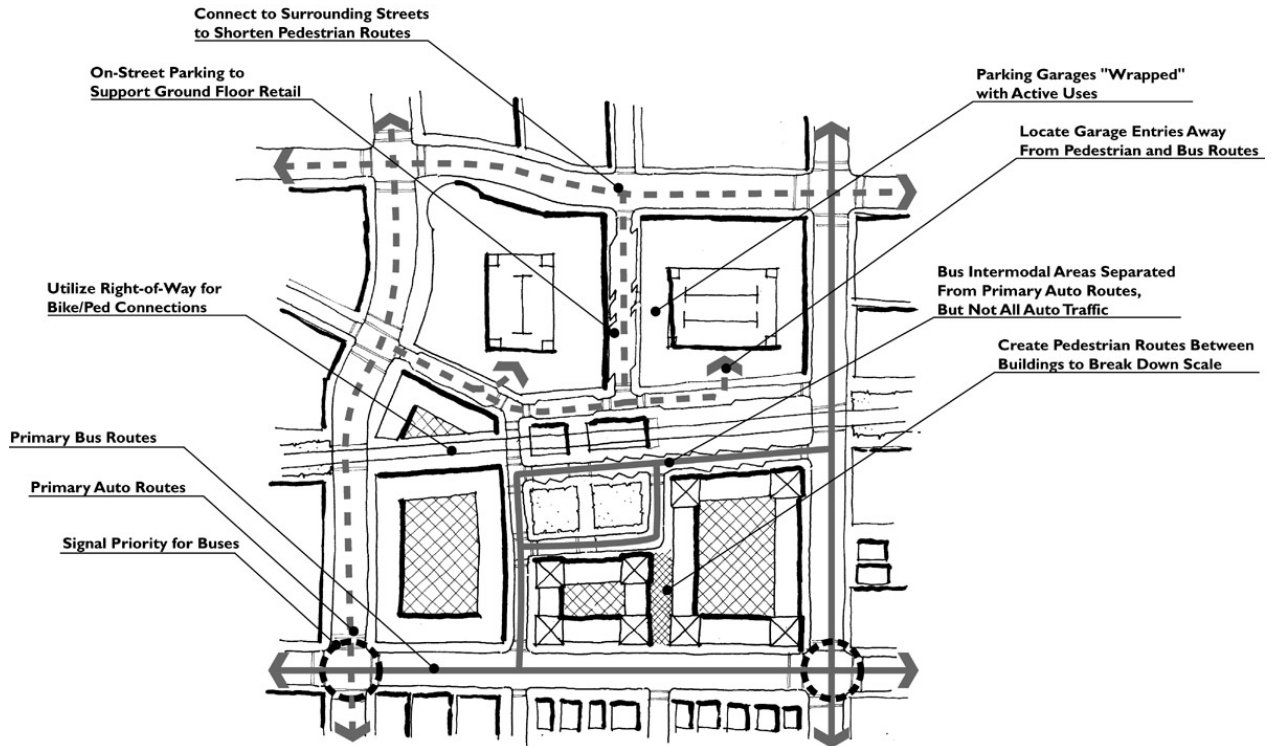 Connect to Surrounding Streets
to Shorten Pedestrian Routes
On-Street Parking to
Support Ground Floor Retail
Parking Garages "Wrapped"
with Active Uses
Locate Garage Entries Away
From Pedestrian and Bus Routes
Utilize Right-of-Way for
Bike/Ped Connections
Bus Intermodal Areas Separated
From Primary Auto Routes,
But Not All Auto Traffic
Create Pedestrian Routes Between
Buildings to Break Down Scale
Primary Bus Routes
Primary Auto Routes
Signal Priority for Buses